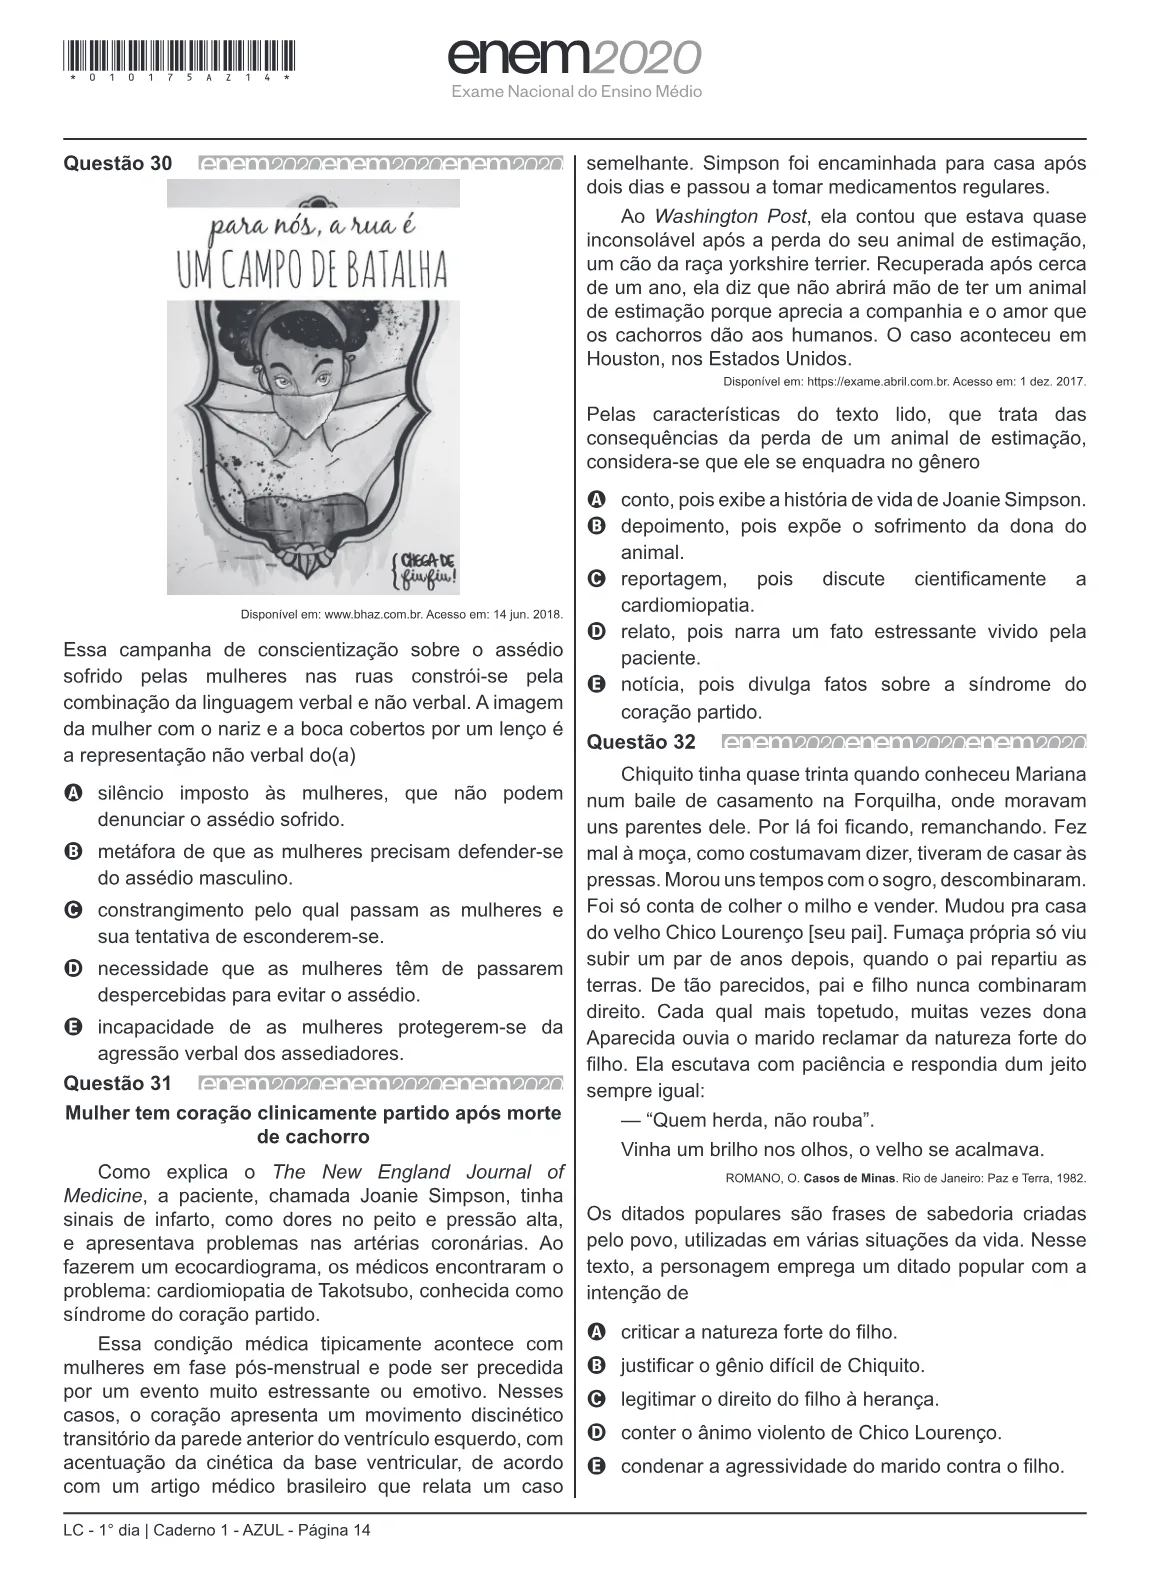 *010175AZ14*
enem2020
Exame Nacional do Ensino Médio
Questão 30 enem2020enem2020enem2020
para nós, a rua é
UM CAMPO DE BATALHA
CHEGA DE
fiu fiu!
Disponível em: www.bhaz.com.br. Acesso em: 14 jun. 2018.
Essa campanha de conscientização sobre o assédio
sofrido pelas mulheres nas ruas constrói-se pela
combinação da linguagem verbal e não verbal. A imagem
da mulher com o nariz e a boca cobertos por um lenço é
a representação não verbal do(a)
A silêncio imposto às mulheres, que não podem
denunciar o assédio sofrido.
B metáfora de que as mulheres precisam defender-se
do assédio masculino.
C constrangimento pelo qual passam as mulheres e
sua tentativa de esconderem-se.
D necessidade que as mulheres têm de passarem
despercebidas para evitar o assédio.
E incapacidade de as mulheres protegerem-se da
agressão verbal dos assediadores.
Questão 31 enem2020enem2020enem2020
Mulher tem coração clinicamente partido após morte
de cachorro
Como explica o The New England Journal of
Medicine, a paciente, chamada Joanie Simpson, tinha
sinais de infarto, como dores no peito e pressão alta,
e apresentava problemas nas artérias coronárias. Ao
fazerem um ecocardiograma, os médicos encontraram o
problema: cardiomiopatia de Takotsubo, conhecida como
síndrome do coração partido.
Essa condição médica tipicamente acontece com
mulheres em fase pós-menstrual e pode ser precedida
por um evento muito estressante ou emotivo. Nesses
casos, o coração apresenta um movimento discinético
transitório da parede anterior do ventrículo esquerdo, com
acentuação da cinética da base ventricular, de acordo
com um artigo médico brasileiro que relata um caso
semelhante. Simpson foi encaminhada para casa após
dois dias e passou a tomar medicamentos regulares.
Ao Washington Post, ela contou que estava quase
inconsolável após a perda do seu animal de estimação,
um cão da raça yorkshire terrier. Recuperada após cerca
de um ano, ela diz que não abrirá mão de ter um animal
de estimação porque aprecia a companhia e o amor que
os cachorros dão aos humanos. O caso aconteceu em
Houston, nos Estados Unidos.
Disponível em: https://exame.abril.com.br. Acesso em: 1 dez. 2017.
Pelas características do texto lido, que trata das
consequências da perda de um animal de estimação,
considera-se que ele se enquadra no gênero
A conto, pois exibe a história de vida de Joanie Simpson.
B depoimento, pois expõe o sofrimento da dona do
animal.
C reportagem, pois discute cientificamente a
cardiomiopatia.
D relato, pois narra um fato estressante vivido pela
paciente.
E notícia, pois divulga fatos sobre a síndrome do
coração partido.
Questão 32 enem2020enem2020enem2020
Chiquito tinha quase trinta quando conheceu Mariana
num baile de casamento na Forquilha, onde moravam
uns parentes dele. Por lá foi ficando, remanchando. Fez
mal à moça, como costumavam dizer, tiveram de casar às
pressas. Morou uns tempos com o sogro, descombinaram.
Foi só conta de colher o milho e vender. Mudou pra casa
do velho Chico Lourenço [seu pai]. Fumaça própria só viu
subir um par de anos depois, quando o pai repartiu as
terras. De tão parecidos, pai e filho nunca combinaram
direito. Cada qual mais topetudo, muitas vezes dona
Aparecida ouvia o marido reclamar da natureza forte do
filho. Ela escutava com paciência e respondia dum jeito
sempre igual:
— “Quem herda, não rouba”.
Vinha um brilho nos olhos, o velho se acalmava.
ROMANO, O. Casos de Minas. Rio de Janeiro: Paz e Terra, 1982.
Os ditados populares são frases de sabedoria criadas
pelo povo, utilizadas em várias situações da vida. Nesse
texto, a personagem emprega um ditado popular com a
intenção de
A criticar a natureza forte do filho.
B justificar o gênio difícil de Chiquito.
C legitimar o direito do filho à herança.
D conter o ânimo violento de Chico Lourenço.
E condenar a agressividade do marido contra o filho.
LC - 1° dia | Caderno 1 - AZUL - Página 14